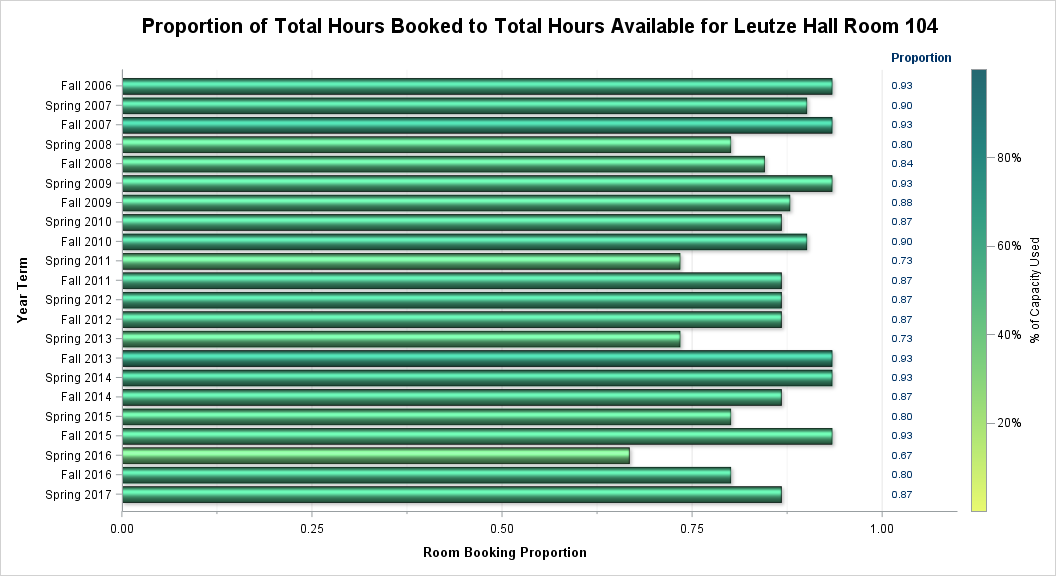 Proportion of Total Hours Booked to Total Hours Available for Leutze Hall Room 104
Proportion
Fall 2006 0.93
Spring 2007 0.90
Fall 2007 0.93
Spring 2008 0.80
Fall 2008 0.84
Spring 2009 0.93
Fall 2009 0.88
Spring 2010 0.87
Fall 2010 0.90
Spring 2011 0.73
Fall 2011 0.87
Spring 2012 0.87
Fall 2012 0.87
Spring 2013 0.73
Fall 2013 0.93
Spring 2014 0.93
Fall 2014 0.87
Spring 2015 0.80
Fall 2015 0.93
Spring 2016 0.67
Fall 2016 0.80
Spring 2017 0.87
Year Term
0.00 0.25 0.50 0.75 1.00
Room Booking Proportion
80%
60%
40%
20%
% of Capacity Used